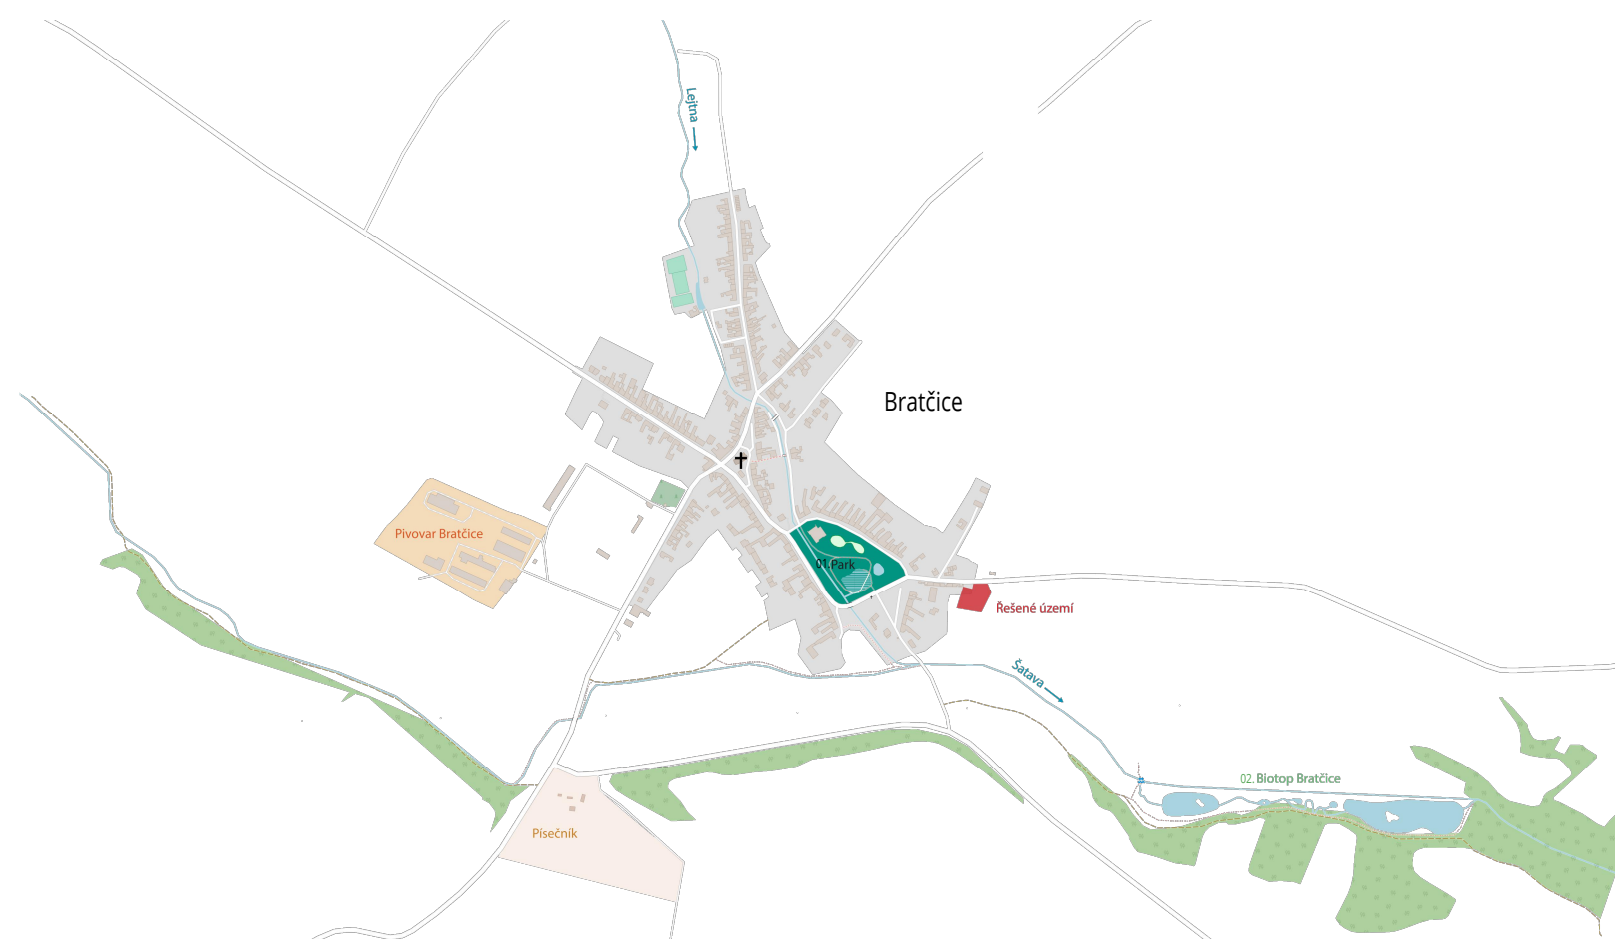 Lejtna
Bratčice
Pivovar Bratčice
01.Park
Řešené území
Šatava
02. Biotop Bratčice
Písečník